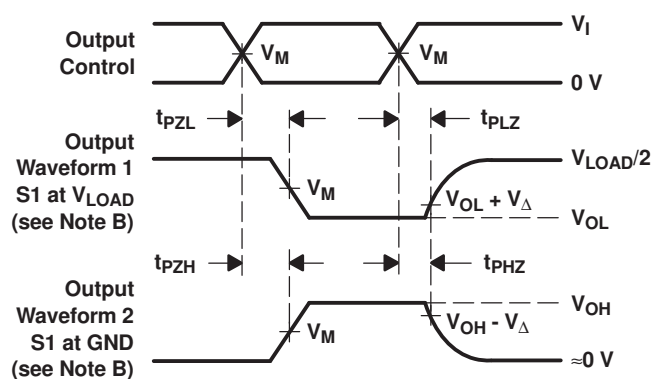 Output
Control
V_M
V_M
V_I
0 V
t_PZL
t_PLZ
Output
Waveform 1
S1 at V_LOAD
(see Note B)
V_M
V_LOAD/2
V_OL + V_Δ
V_OL
t_PZH
t_PHZ
Output
Waveform 2
S1 at GND
(see Note B)
V_M
V_OH
V_OH - V_Δ
≈0 V